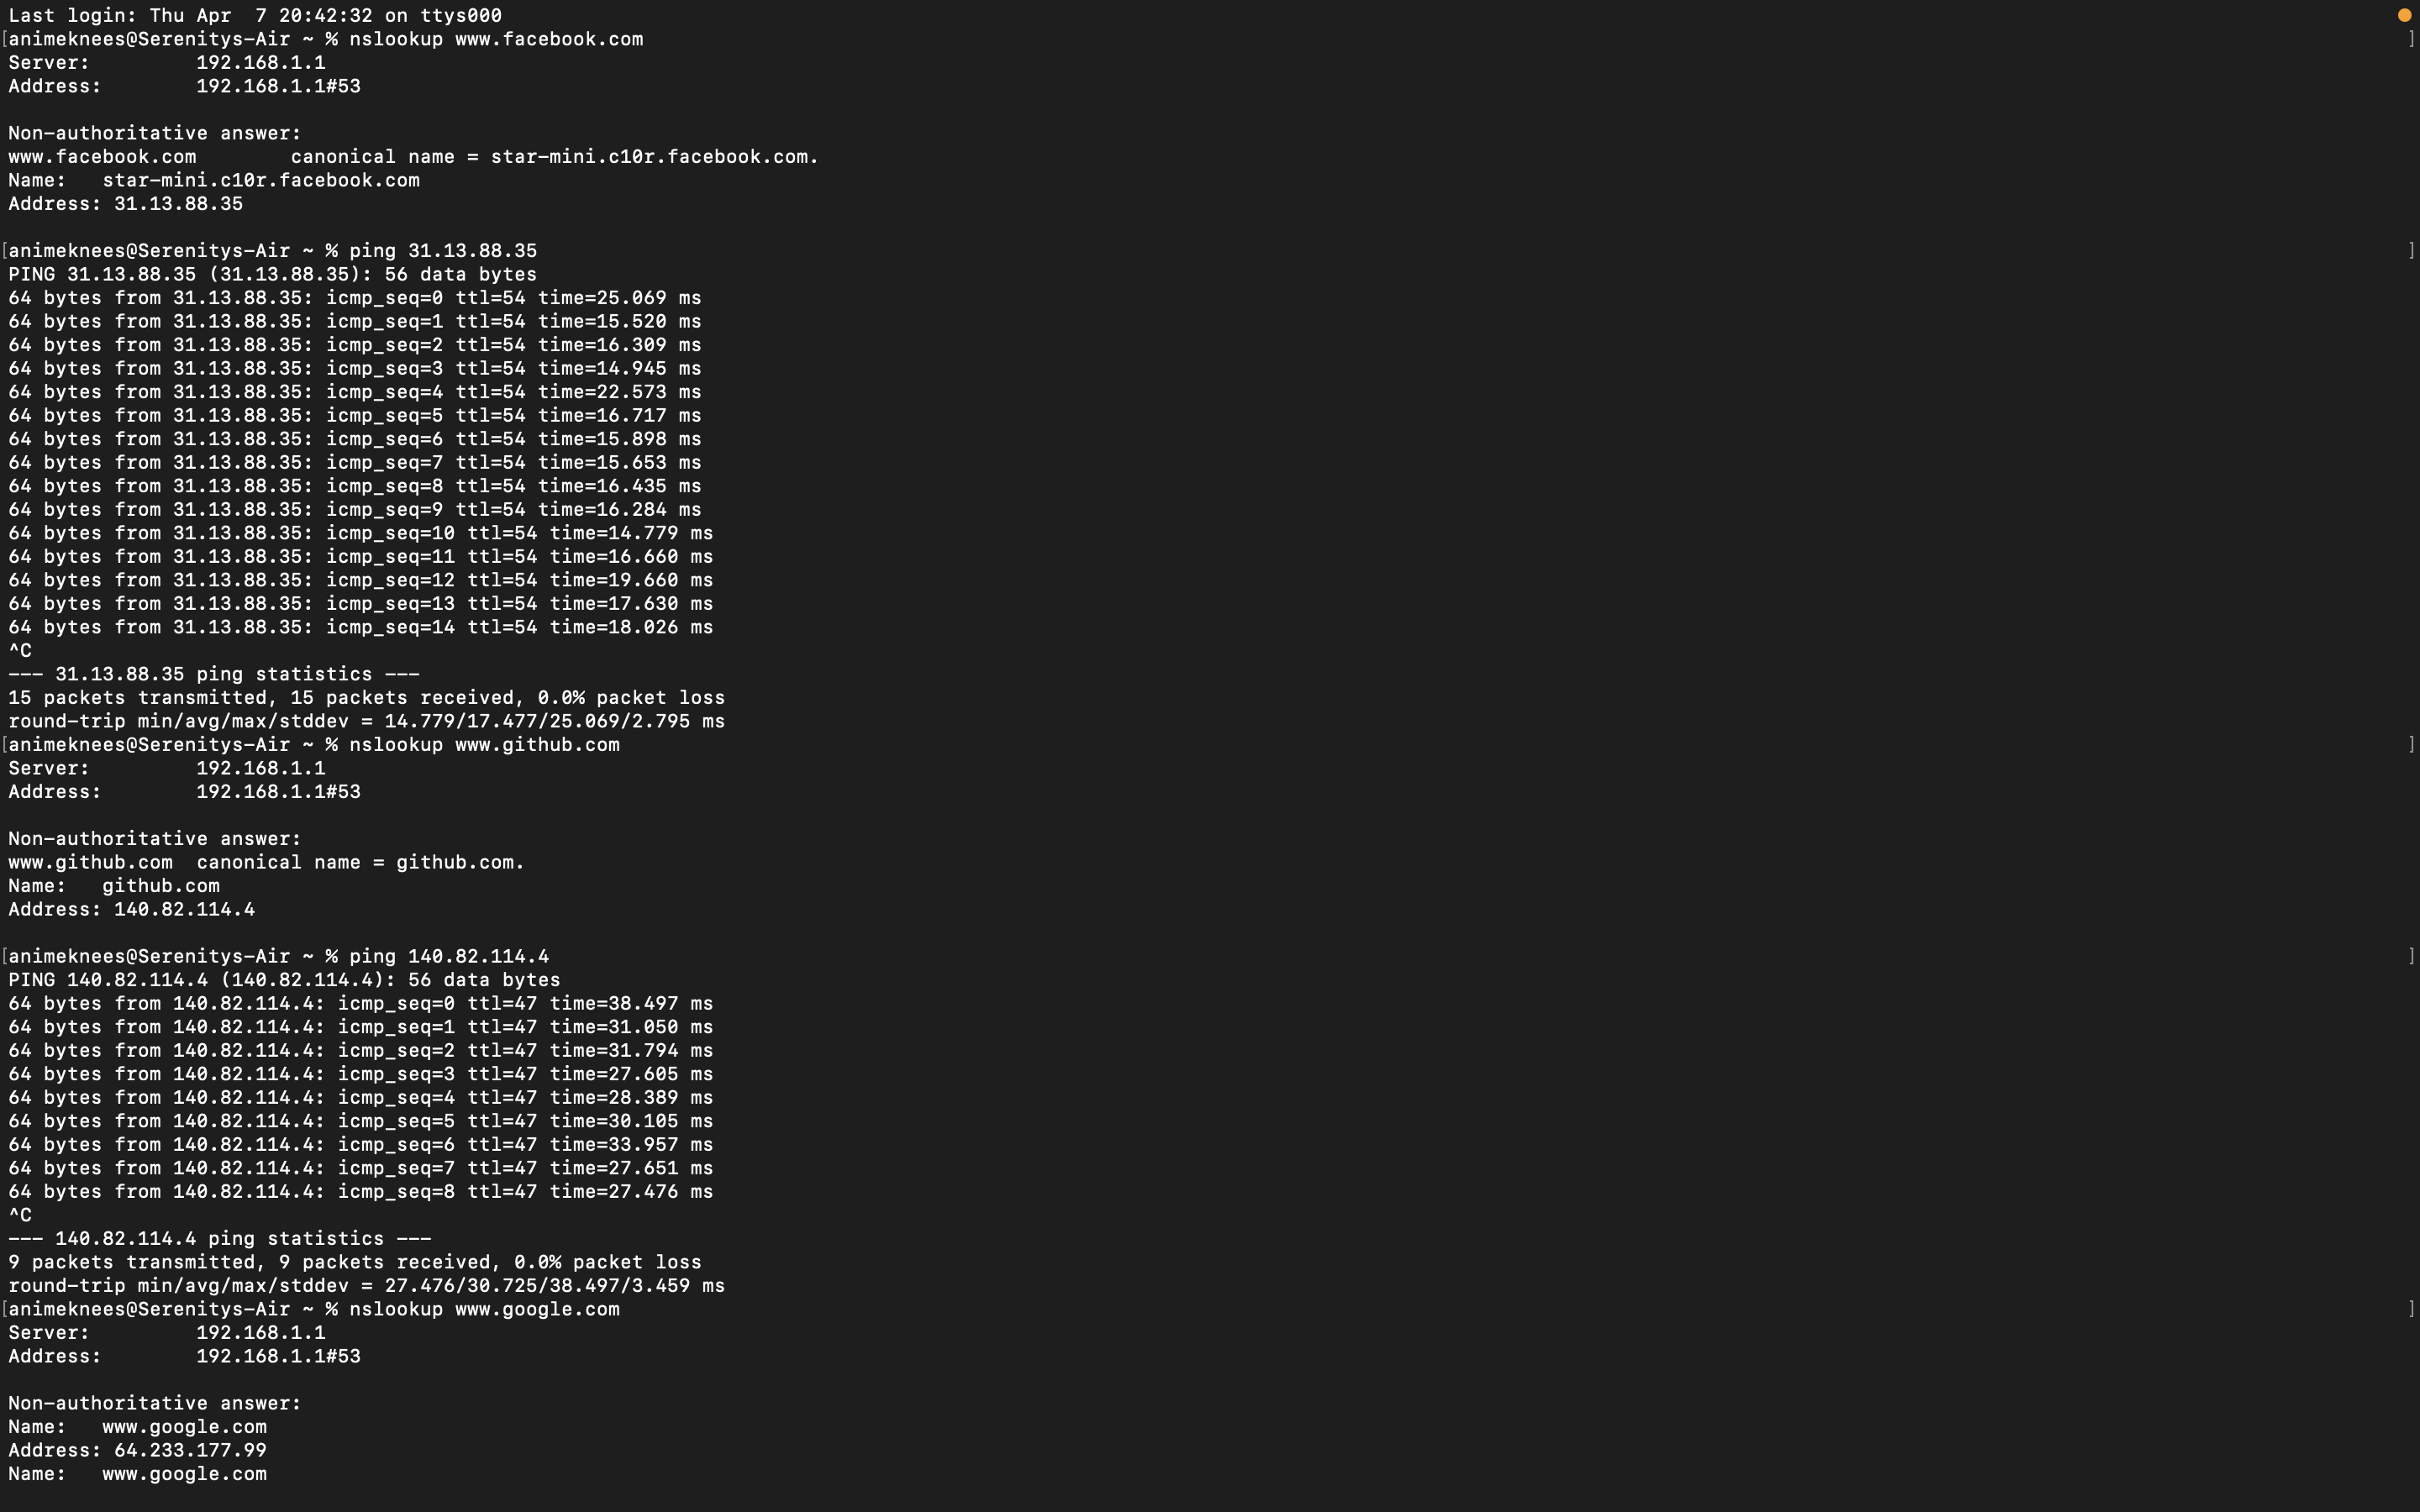 Last login: Thu Apr  7 20:42:32 on ttys000
[animeknees@Serenitys-Air ~ % nslookup www.facebook.com ]
Server:         192.168.1.1
Address:        192.168.1.1#53
Non-authoritative answer:
www.facebook.com        canonical name = star-mini.c10r.facebook.com.
Name:   star-mini.c10r.facebook.com
Address: 31.13.88.35
[animeknees@Serenitys-Air ~ % ping 31.13.88.35 ]
PING 31.13.88.35 (31.13.88.35): 56 data bytes
64 bytes from 31.13.88.35: icmp_seq=0 ttl=54 time=25.069 ms
64 bytes from 31.13.88.35: icmp_seq=1 ttl=54 time=15.520 ms
64 bytes from 31.13.88.35: icmp_seq=2 ttl=54 time=16.309 ms
64 bytes from 31.13.88.35: icmp_seq=3 ttl=54 time=14.945 ms
64 bytes from 31.13.88.35: icmp_seq=4 ttl=54 time=22.573 ms
64 bytes from 31.13.88.35: icmp_seq=5 ttl=54 time=16.717 ms
64 bytes from 31.13.88.35: icmp_seq=6 ttl=54 time=15.898 ms
64 bytes from 31.13.88.35: icmp_seq=7 ttl=54 time=15.653 ms
64 bytes from 31.13.88.35: icmp_seq=8 ttl=54 time=16.435 ms
64 bytes from 31.13.88.35: icmp_seq=9 ttl=54 time=16.284 ms
64 bytes from 31.13.88.35: icmp_seq=10 ttl=54 time=14.779 ms
64 bytes from 31.13.88.35: icmp_seq=11 ttl=54 time=16.660 ms
64 bytes from 31.13.88.35: icmp_seq=12 ttl=54 time=19.660 ms
64 bytes from 31.13.88.35: icmp_seq=13 ttl=54 time=17.630 ms
64 bytes from 31.13.88.35: icmp_seq=14 ttl=54 time=18.026 ms
^C
--- 31.13.88.35 ping statistics ---
15 packets transmitted, 15 packets received, 0.0% packet loss
round-trip min/avg/max/stddev = 14.779/17.477/25.069/2.795 ms
[animeknees@Serenitys-Air ~ % nslookup www.github.com ]
Server:         192.168.1.1
Address:        192.168.1.1#53
Non-authoritative answer:
www.github.com  canonical name = github.com.
Name:   github.com
Address: 140.82.114.4
[animeknees@Serenitys-Air ~ % ping 140.82.114.4 ]
PING 140.82.114.4 (140.82.114.4): 56 data bytes
64 bytes from 140.82.114.4: icmp_seq=0 ttl=47 time=38.497 ms
64 bytes from 140.82.114.4: icmp_seq=1 ttl=47 time=31.050 ms
64 bytes from 140.82.114.4: icmp_seq=2 ttl=47 time=31.794 ms
64 bytes from 140.82.114.4: icmp_seq=3 ttl=47 time=27.605 ms
64 bytes from 140.82.114.4: icmp_seq=4 ttl=47 time=28.389 ms
64 bytes from 140.82.114.4: icmp_seq=5 ttl=47 time=30.105 ms
64 bytes from 140.82.114.4: icmp_seq=6 ttl=47 time=33.957 ms
64 bytes from 140.82.114.4: icmp_seq=7 ttl=47 time=27.651 ms
64 bytes from 140.82.114.4: icmp_seq=8 ttl=47 time=27.476 ms
^C
--- 140.82.114.4 ping statistics ---
9 packets transmitted, 9 packets received, 0.0% packet loss
round-trip min/avg/max/stddev = 27.476/30.725/38.497/3.459 ms
[animeknees@Serenitys-Air ~ % nslookup www.google.com ]
Server:         192.168.1.1
Address:        192.168.1.1#53
Non-authoritative answer:
Name:   www.google.com
Address: 64.233.177.99
Name:   www.google.com